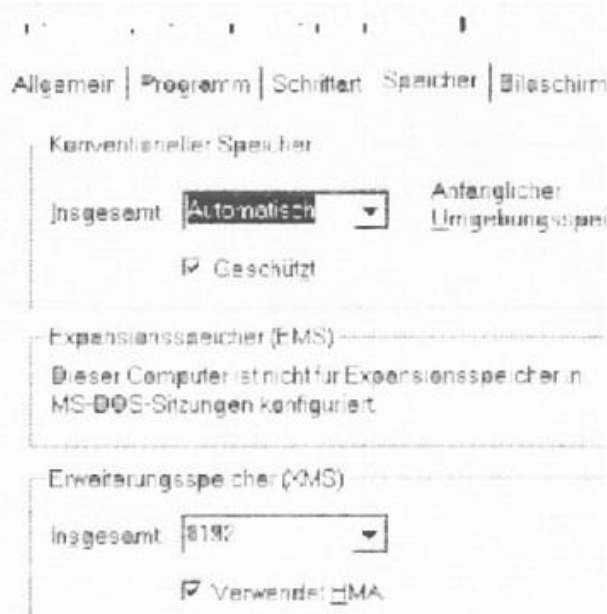 Allgemein | Programm | Schriftart Speicher | Bildschirm
Konventioneller Speicher
Insgesamt Automatisch Anfänglicher
Umgebungsspei
Geschützt
Expansionsspeicher (EMS)
Dieser Computer ist nicht für Expansionsspeicher in
MS-DOS-Sitzungen konfiguriert
Erweiterungsspeicher (XMS)
Insgesamt 8192
Verwendet HMA